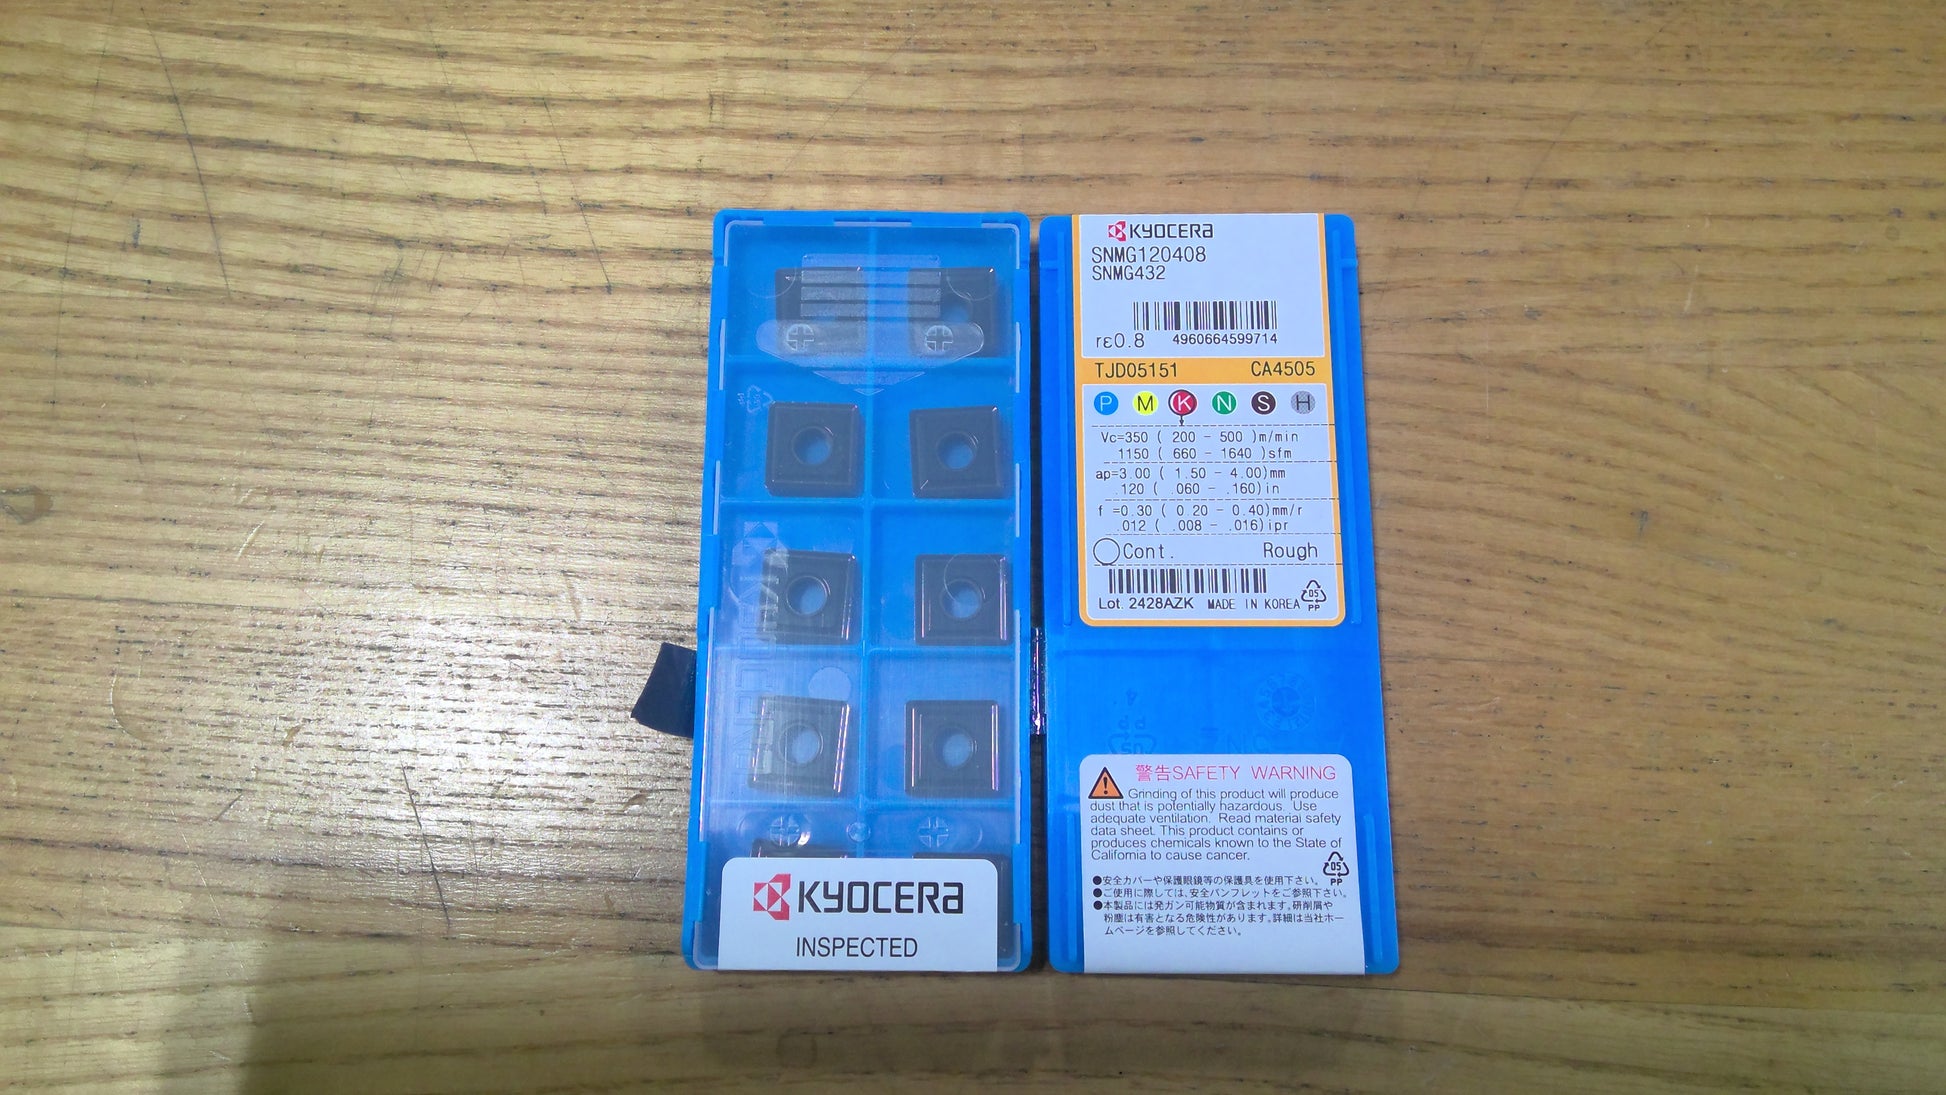 KYOCERA
INSPECTED
KYOCERA
SNMG120408
SNMG432
rε0.8 4960664599714
TJD05151 CA4505
P M K N S H
Vc=350 ( 200 - 500 )m/min
1150 ( 660 - 1640 )sfm
ap=3.00 ( 1.50 - 4.00)mm
.120 ( .060 - .160)in
f =0.30 ( 0.20 - 0.40)mm/r
.012 ( .008 - .016)ipr
Cont. Rough
Lot. 2428AZK MADE IN KOREA 05 PP
警告SAFETY WARNING
Grinding of this product will produce
dust that is potentially hazardous. Use
adequate ventilation. Read material safety
data sheet. This product contains or
produces chemicals known to the State of
California to cause cancer.
05
PP
●安全カバーや保護眼鏡等の保護具を使用下さい。
●ご使用に際しては、安全パンフレットをご参照下さい。
●本製品には発ガン可能物質が含まれます。研削屑や
粉塵は有害となる危険性があります。詳細は当社ホー
ムページを参照してください。